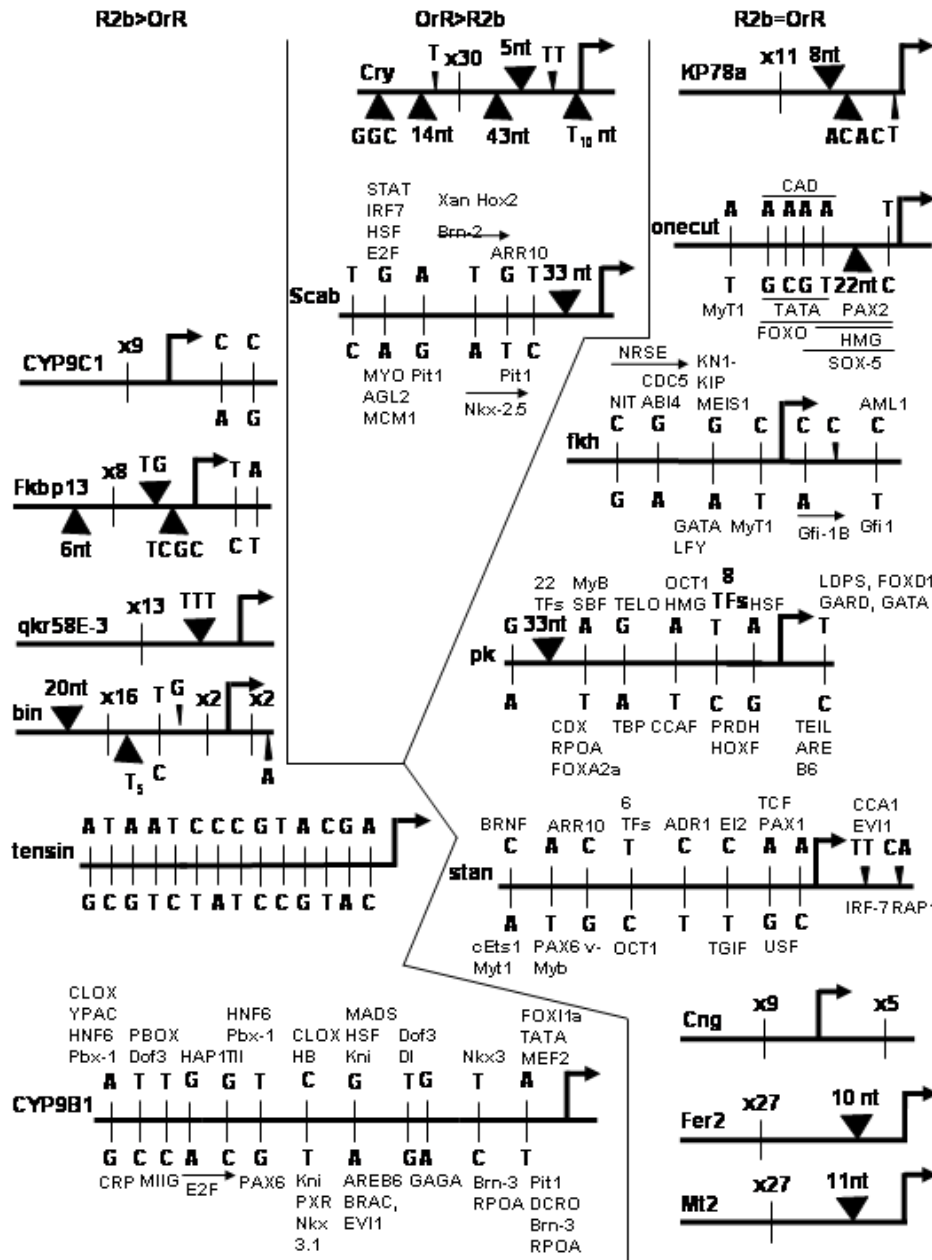 R2b>OrR
OrR>R2b
R2b=OrR
CYP9C1
x9
C C
A G
Fkbp13
x8
TG
T A
6nt
TCGC
C T
qkr58E-3
x13
TTT
bin
20nt
x16
T G
x2
x2
T5
C
A
tensin
A T A A T C C C G T A C G A
G C G T C T A T C C G T A C
CYP9B1
CLOX
YPAC
HNF6 PBOX
Pbx-1 Dof3 HAP1 TII
HNF6
Pbx-1
CLOX
HB
MADS
HSF
Kni
Dof3
DI
Nkx3
FOXI1a
TATA
MEF2
A T T G G T C G T G T A
G C C A C G T A G A C T
CRP MIIG
E2F
PAX6
Kni
PXR
Nkx
3.1
AREB6
BRAC,
EVI1
GAGA
Brn-3
RPOA
Pit1
DCRO
Brn-3
RPOA
Cry
T
x30
5nt
TT
GGC
14nt
43nt
T10 nt
Scab
STAT
IRF7
HSF
E2F
Xan Hox2
Brn-2
ARR10
T G A T G T
33 nt
C A G A T C
MYO Pit1
AGL2
MCM1
Nkx-2.5
Pit1
KP78a
x11
8nt
ACAC T
onecut
CAD
A A A A A T
T G C G T 22nt C
MyT1
TATA
FOXO
PAX2
HMG
SOX-5
fkh
NRSE
CDC5
NIT ABI4
KN1-
KIP
MEIS1
AML1
C G G C C C C
G A A T A T
GATA
LFY
MyT1
Gfi-1B
Gfi1
pk
22
TFs
MyB
SBF
TELO
OCT1
HMG
8
TFs
HSF
LDPS, FOXD1
GARD, GATA
G 33nt A G A T A T
A T A T C G C
CDX
RPOA
FOXA2a
TBP CCAF
PRDH
HOXF
TEIL
ARE
B6
stan
BRNF
ARR10
6
TFs
ADR1
EI2
TCF
PAX1
CCA1
EVI1
C A C T C C A A TT CA
A T G C T T G C
cEts1
Myt1
PAX6 v-
Myb
OCT1
TGIF
USF
IRF-7 RAP1
Cng
x9
x5
Fer2
x27
10 nt
Mt2
x27
11nt